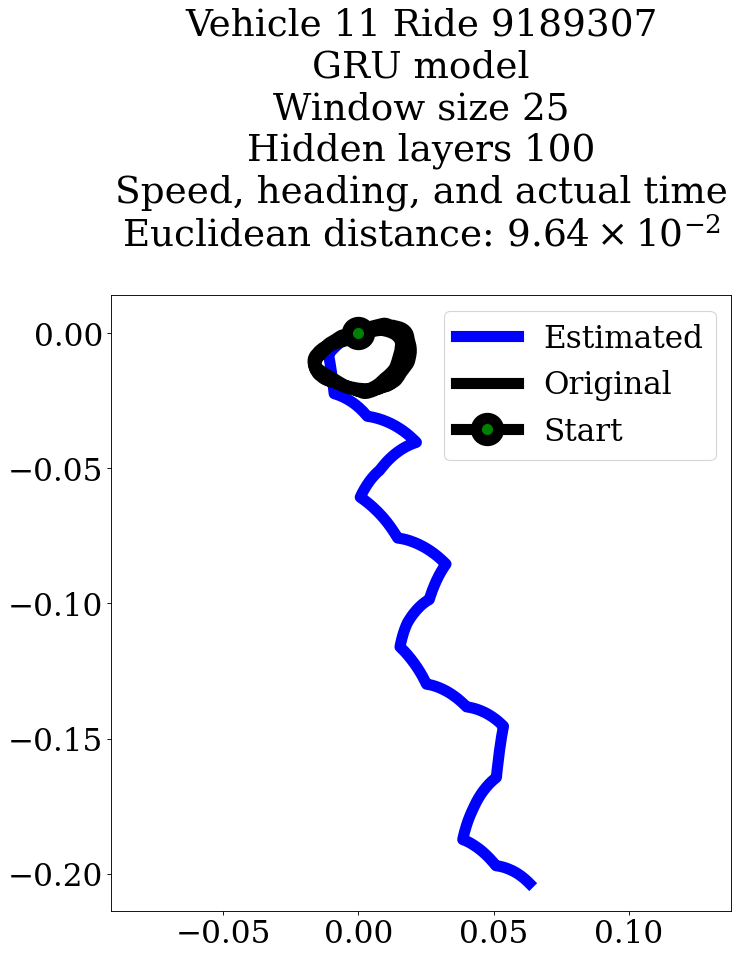 Vehicle 11 Ride 9189307
GRU model
Window size 25
Hidden layers 100
Speed, heading, and actual time
Euclidean distance: 9.64 × 10⁻²
Estimated
Original
Start
0.00
−0.05
−0.10
−0.15
−0.20
−0.05 0.00 0.05 0.10